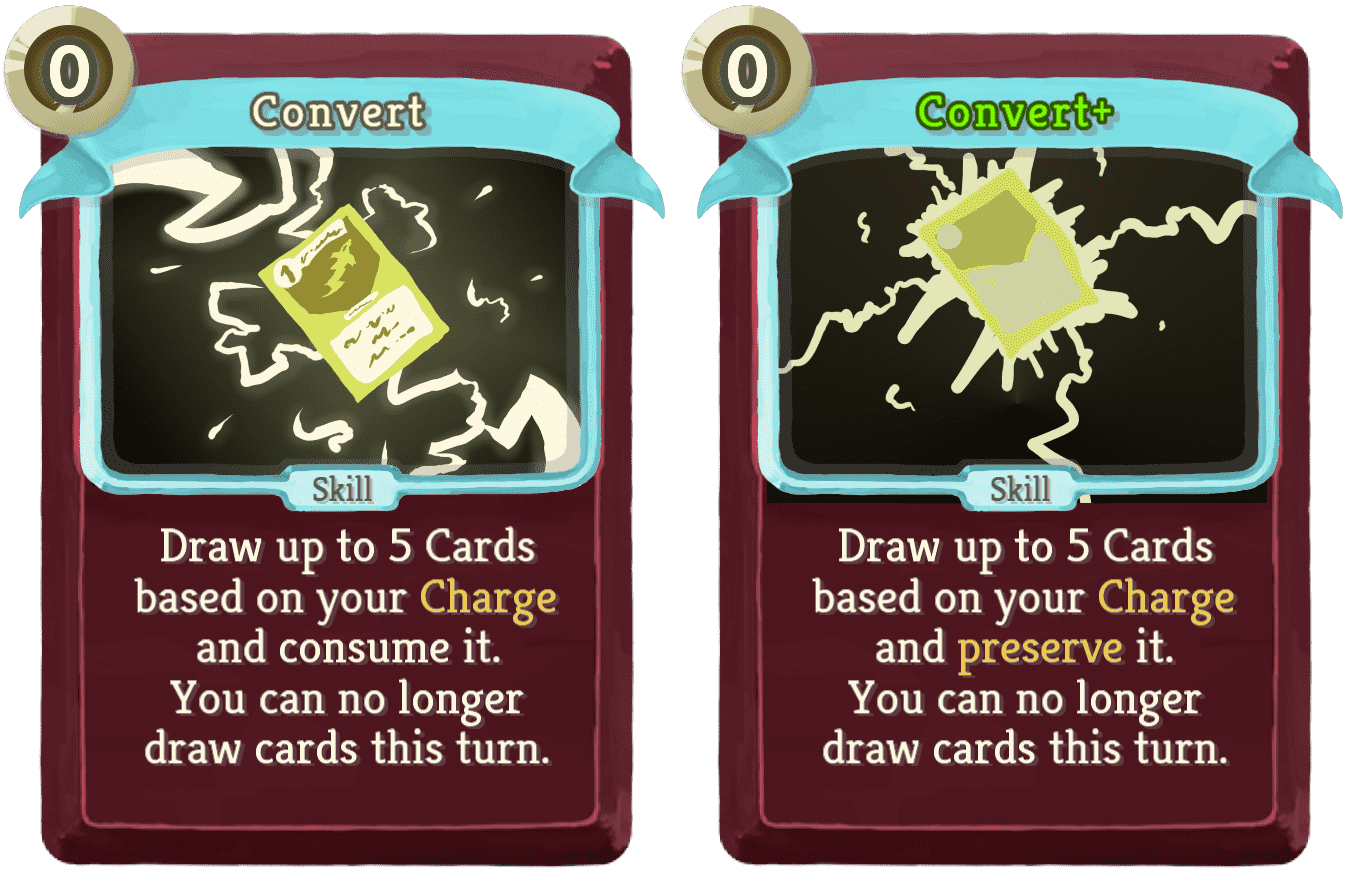 0
Convert
1
Skill
Draw up to 5 Cards
based on your Charge
and consume it.
You can no longer
draw cards this turn.
0
Convert+
Skill
Draw up to 5 Cards
based on your Charge
and preserve it.
You can no longer
draw cards this turn.